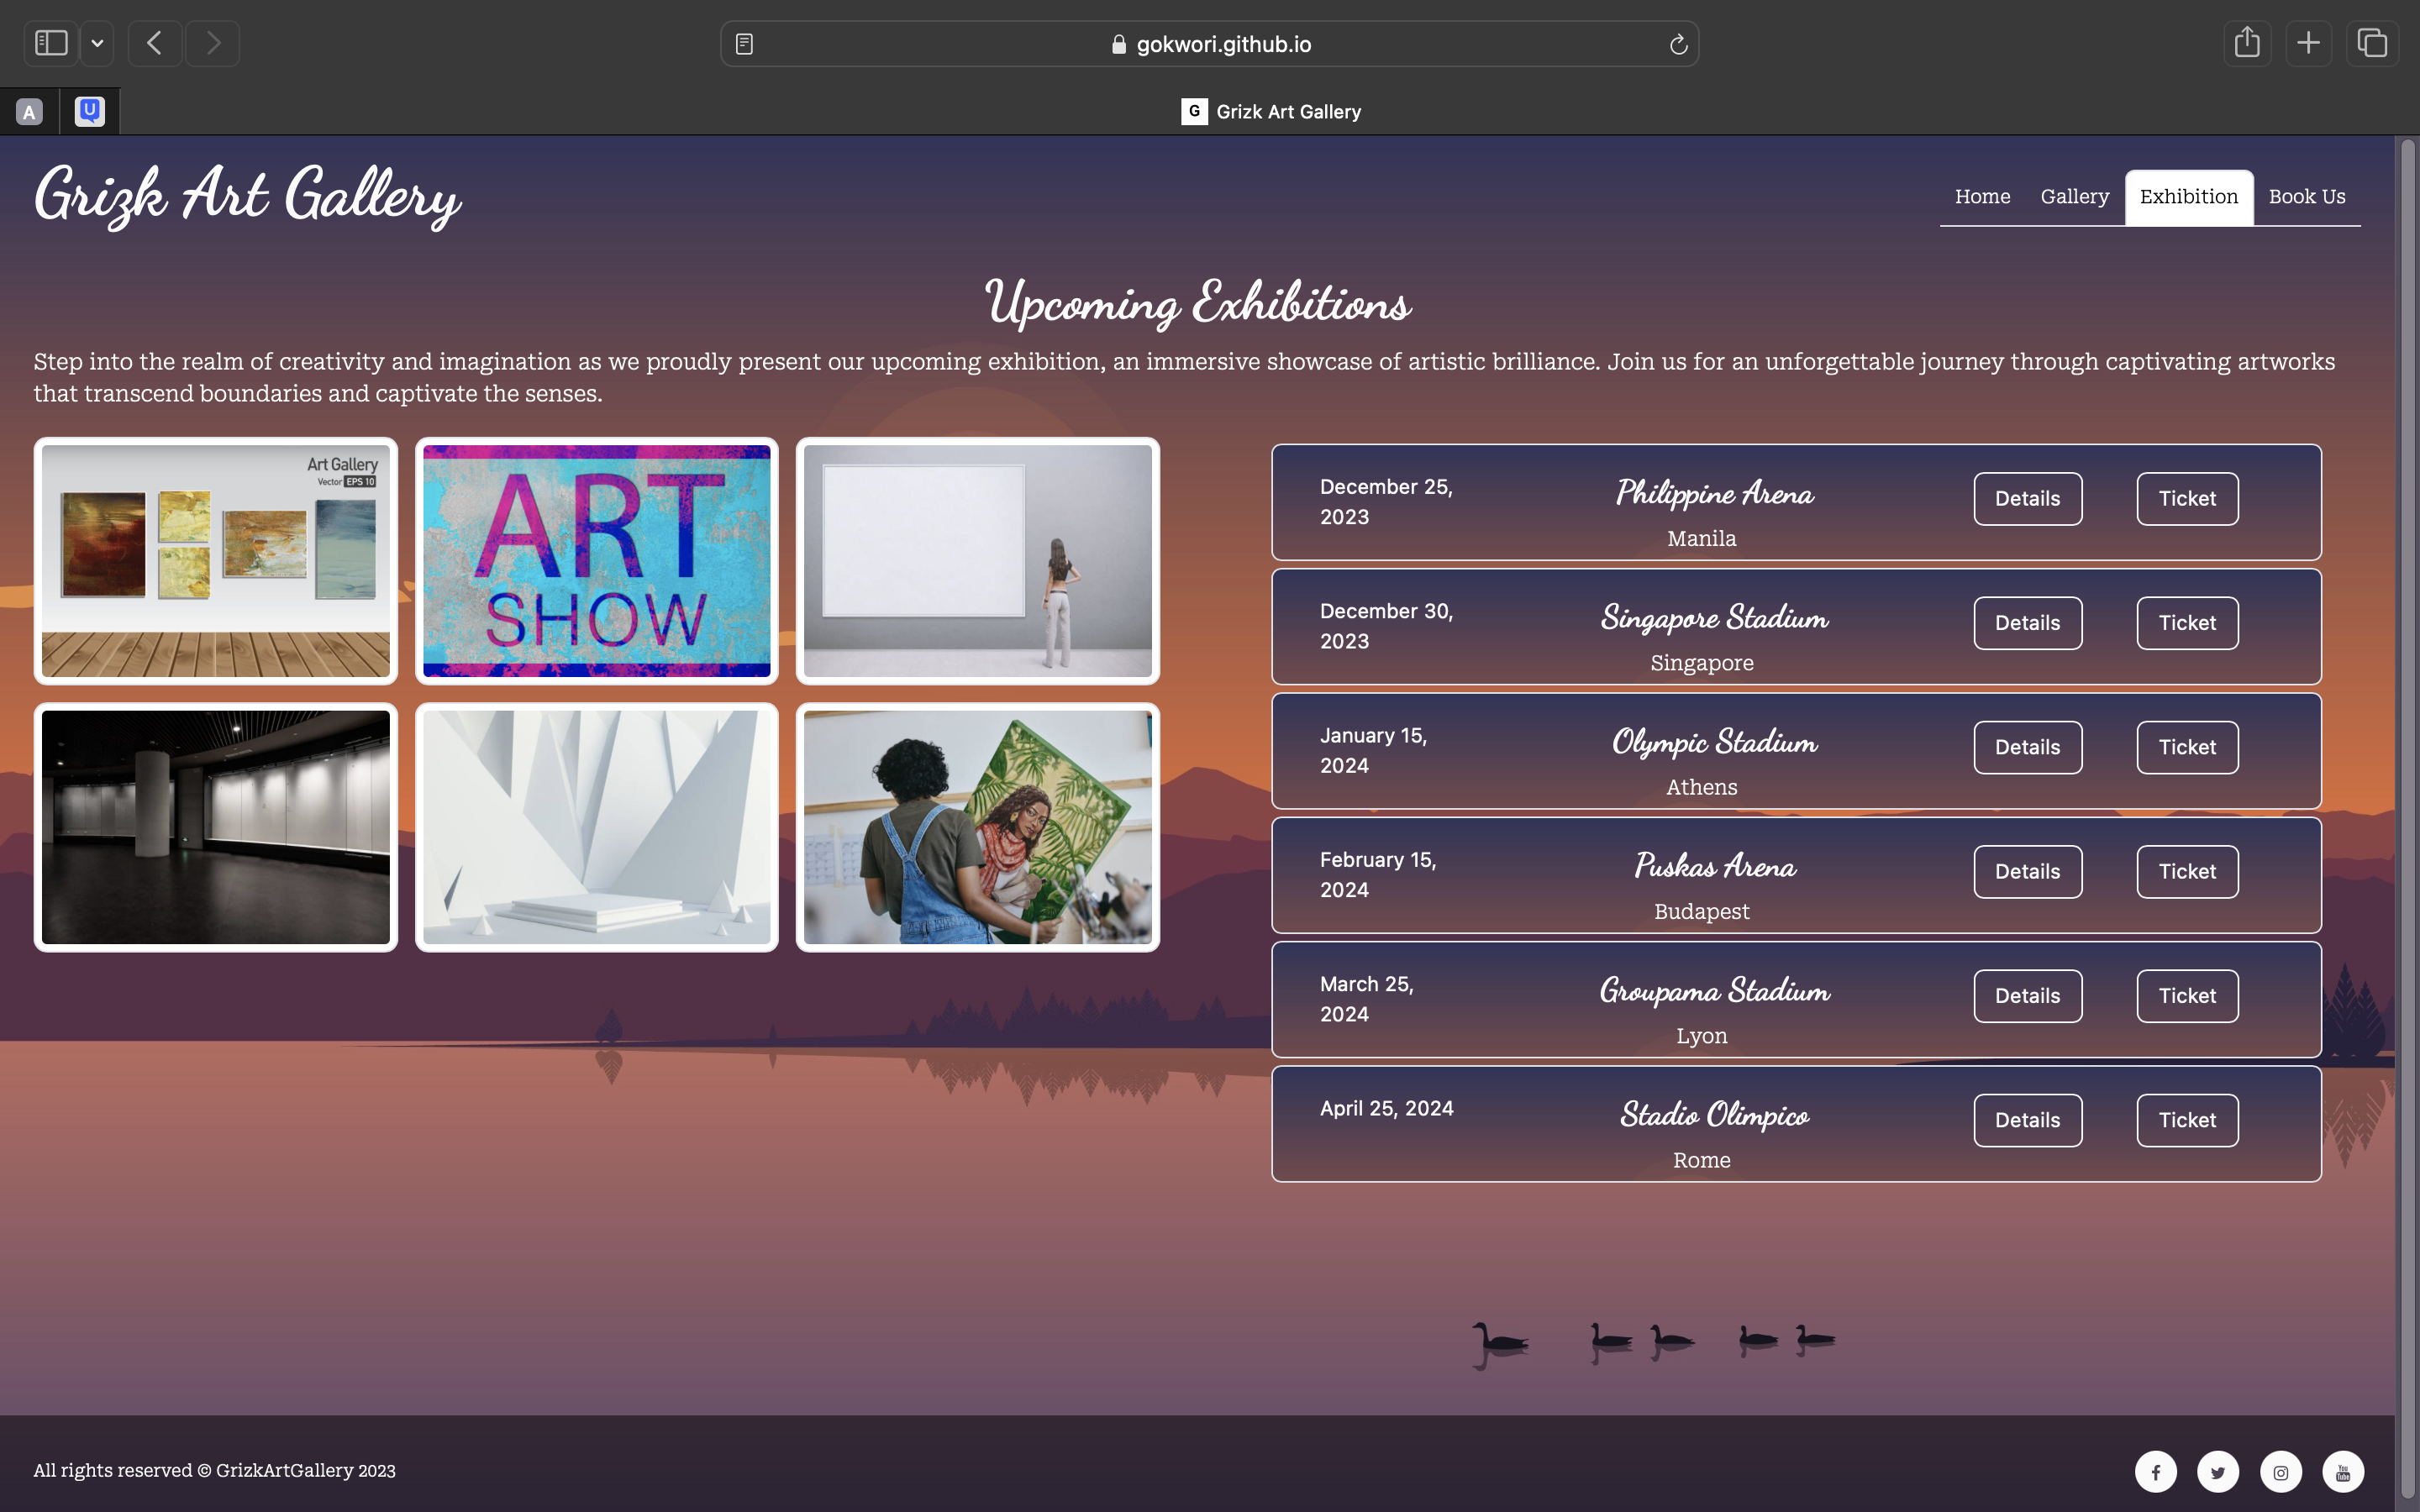 gokwori.github.io
A
U
G Grizk Art Gallery
Grizk Art Gallery
Home Gallery Exhibition Book Us
Upcoming Exhibitions
Step into the realm of creativity and imagination as we proudly present our upcoming exhibition, an immersive showcase of artistic brilliance. Join us for an unforgettable journey through captivating artworks
that transcend boundaries and captivate the senses.
Art Gallery
Vector EPS 10
ART
SHOW
December 25,
2023
Philippine Arena
Manila
Details
Ticket
December 30,
2023
Singapore Stadium
Singapore
Details
Ticket
January 15,
2024
Olympic Stadium
Athens
Details
Ticket
February 15,
2024
Puskas Arena
Budapest
Details
Ticket
March 25,
2024
Groupama Stadium
Lyon
Details
Ticket
April 25, 2024
Stadio Olimpico
Rome
Details
Ticket
All rights reserved © GrizkArtGallery 2023
You
Tube